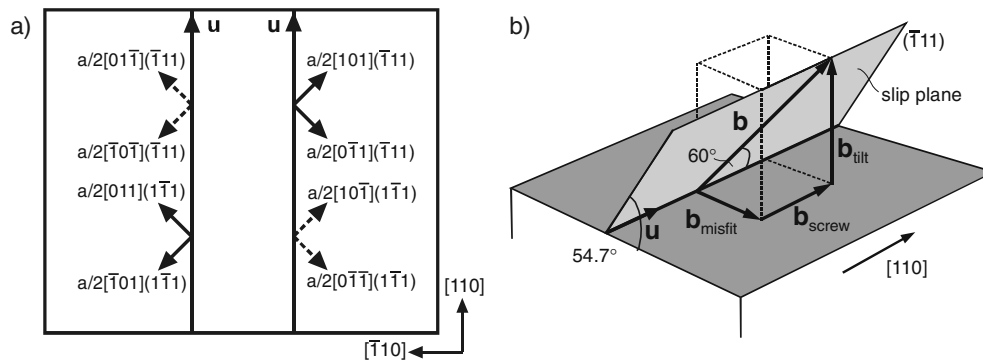 a)
u
u
a/2[011̅](1̅11)
a/2[101](1̅11)
a/2[1̅01̅](1̅11)
a/2[01̅1](1̅11)
a/2[011](11̅1)
a/2[101̅](11̅1)
a/2[1̅01](11̅1)
a/2[01̅1̅](11̅1)
[110]
[1̅10]
b)
(1̅11)
slip plane
b
60°
b_tilt
b_misfit
b_screw
u
54.7°
[110]